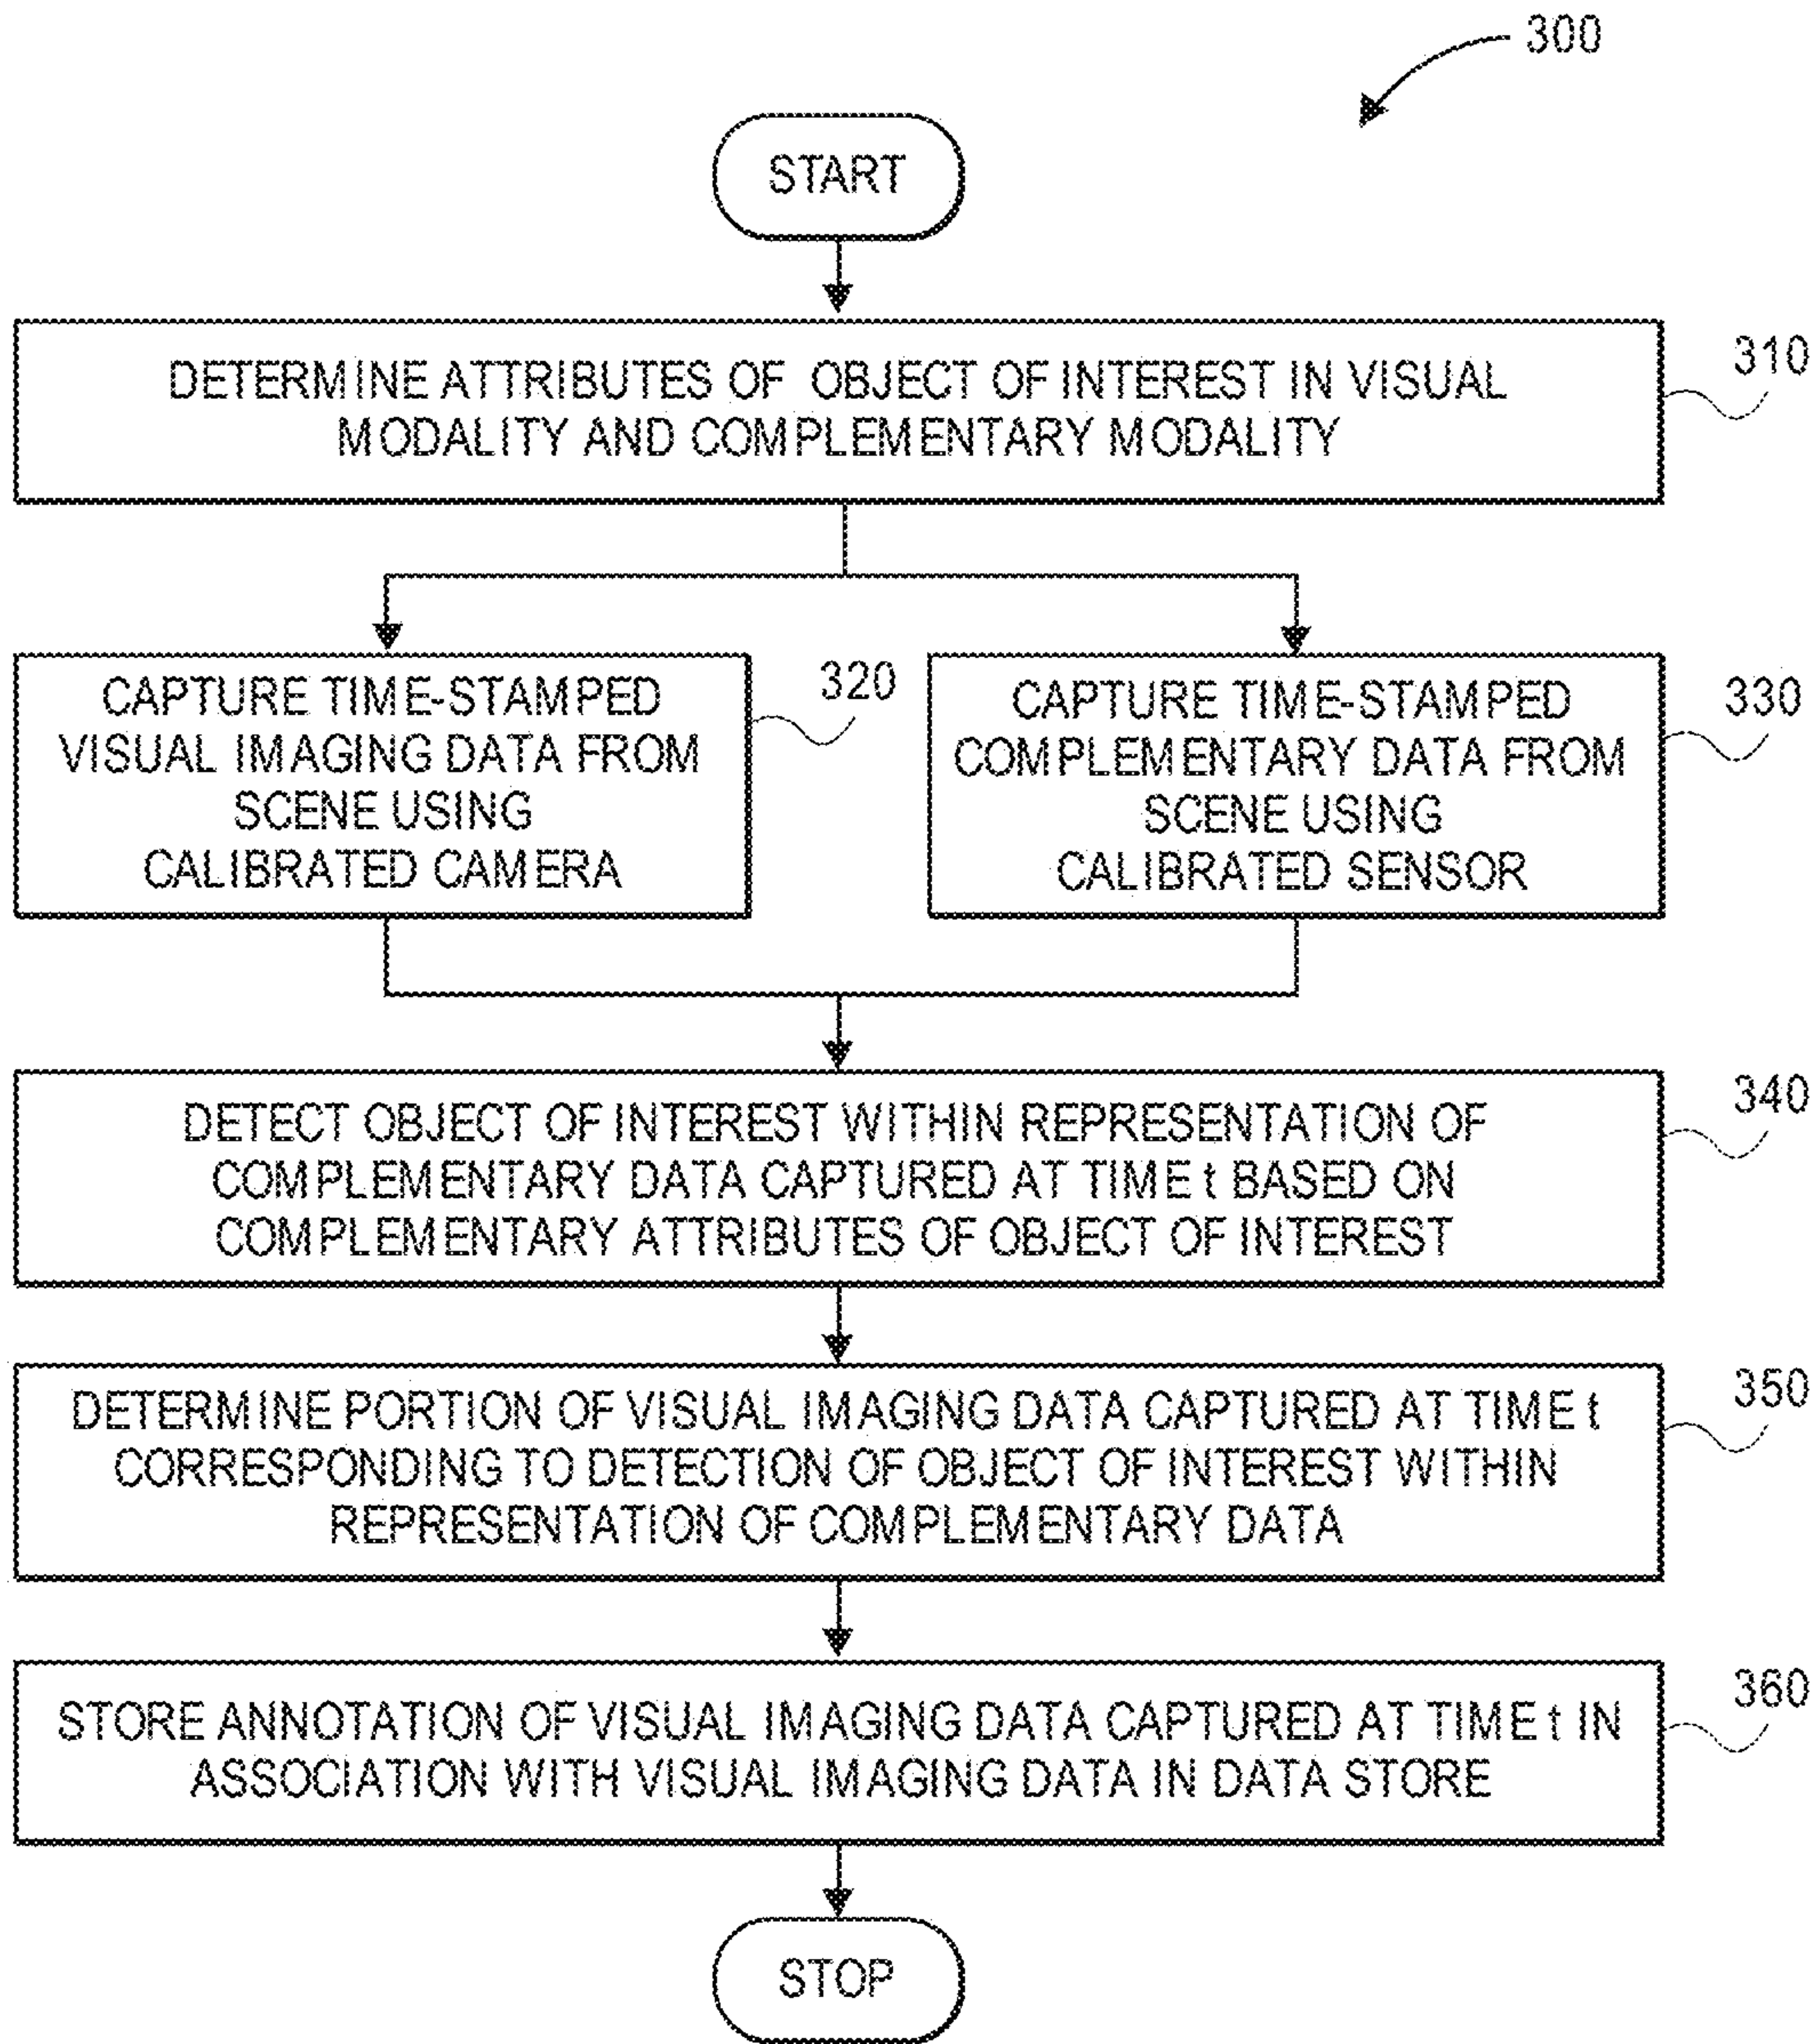 300
START
DETERMINE ATTRIBUTES OF OBJECT OF INTEREST IN VISUAL
MODALITY AND COMPLEMENTARY MODALITY
310
CAPTURE TIME-STAMPED
VISUAL IMAGING DATA FROM
SCENE USING
CALIBRATED CAMERA
320
CAPTURE TIME-STAMPED
COMPLEMENTARY DATA FROM
SCENE USING
CALIBRATED SENSOR
330
DETECT OBJECT OF INTEREST WITHIN REPRESENTATION OF
COMPLEMENTARY DATA CAPTURED AT TIME t BASED ON
COMPLEMENTARY ATTRIBUTES OF OBJECT OF INTEREST
340
DETERMINE PORTION OF VISUAL IMAGING DATA CAPTURED AT TIME t
CORRESPONDING TO DETECTION OF OBJECT OF INTEREST WITHIN
REPRESENTATION OF COMPLEMENTARY DATA
350
STORE ANNOTATION OF VISUAL IMAGING DATA CAPTURED AT TIME t IN
ASSOCIATION WITH VISUAL IMAGING DATA IN DATA STORE
360
STOP